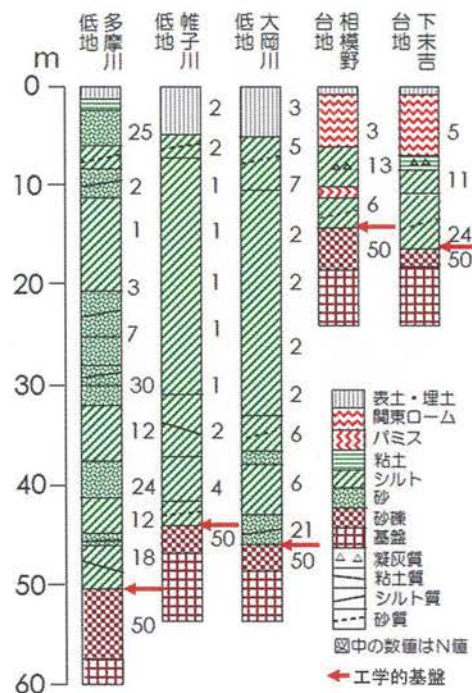 m
多摩川低地
帷子川低地
大岡川低地
相模野台地
下末吉台地
0
10
20
30
40
50
60
25
2
1
3
7
30
12
24
12
18
50
2
2
1
1
1
1
2
4
50
3
5
7
2
2
2
2
6
6
21
50
3
13
6
50
5
11
24
50
表土・埋土
関東ローム
パミス
粘土
シルト
砂
砂礫
基盤
凝灰質
粘土質
シルト質
砂質
図中の数値はN値
工学的基盤